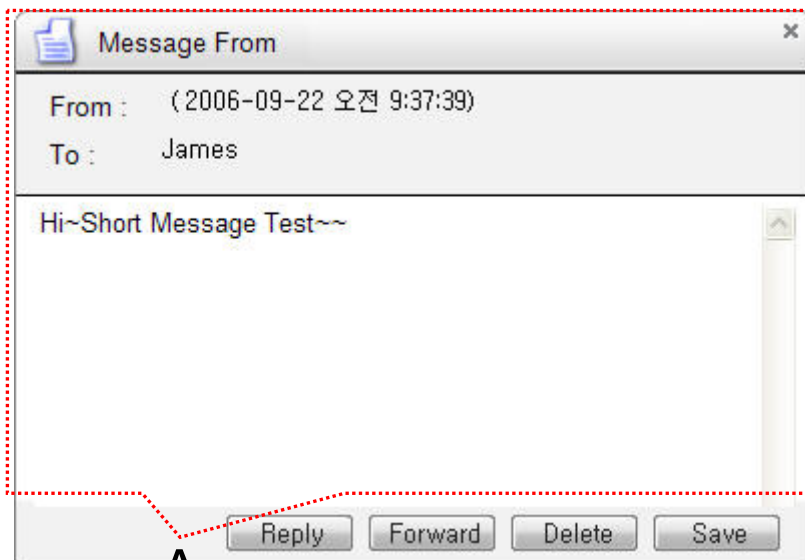 Message From
From : (2006-09-22 오전 9:37:39)
To : James
Hi~Short Message Test~~
Reply Forward Delete Save
A